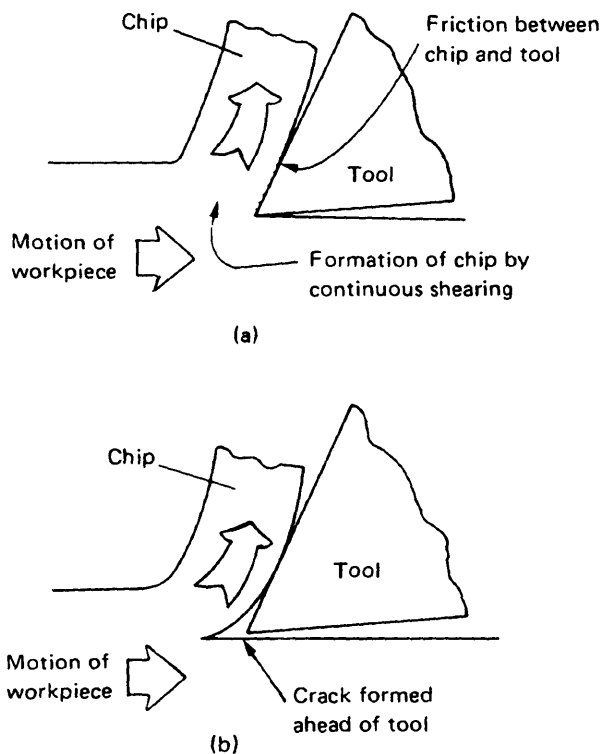 Chip
Friction between
chip and tool
Tool
Motion of
workpiece
Formation of chip by
continuous shearing
(a)
Chip
Tool
Motion of
workpiece
Crack formed
ahead of tool
(b)